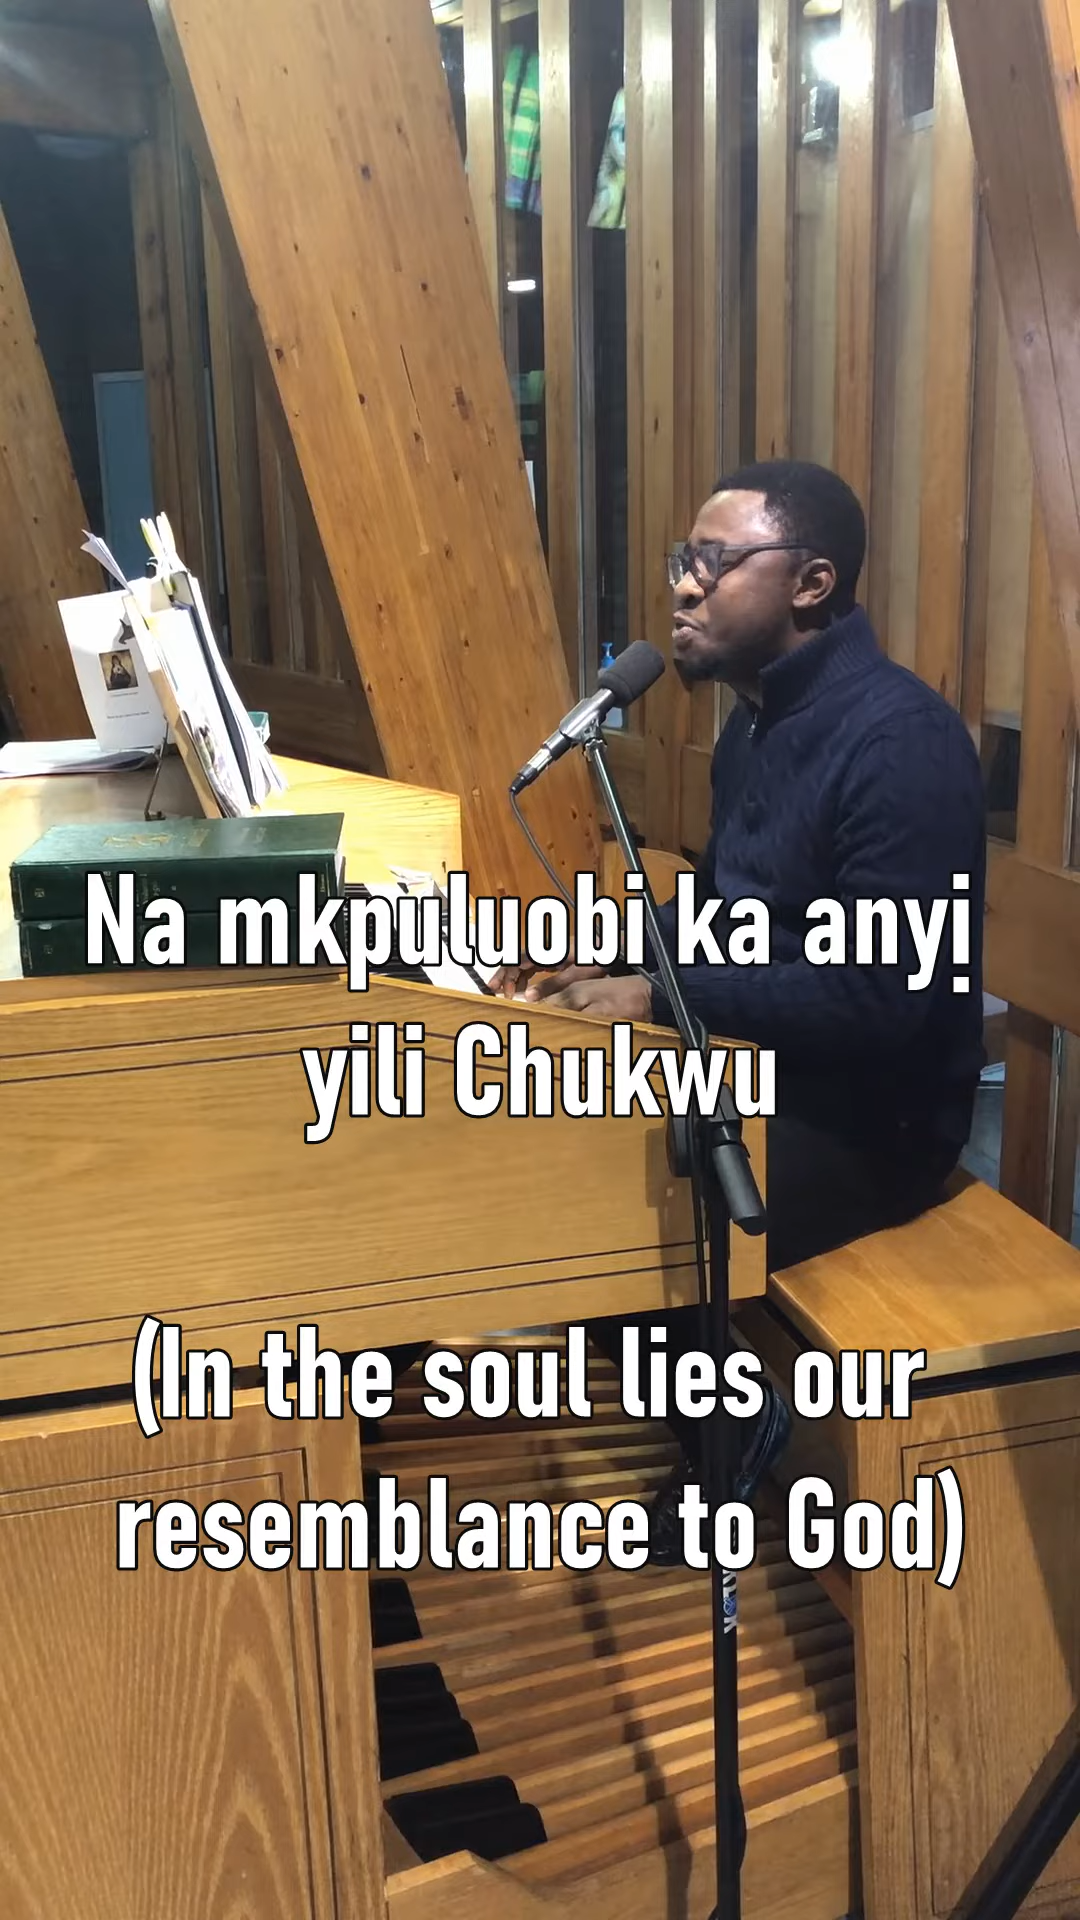 Na mkpuluobi ka anyị
yili Chukwu
(In the soul lies our
resemblance to God)